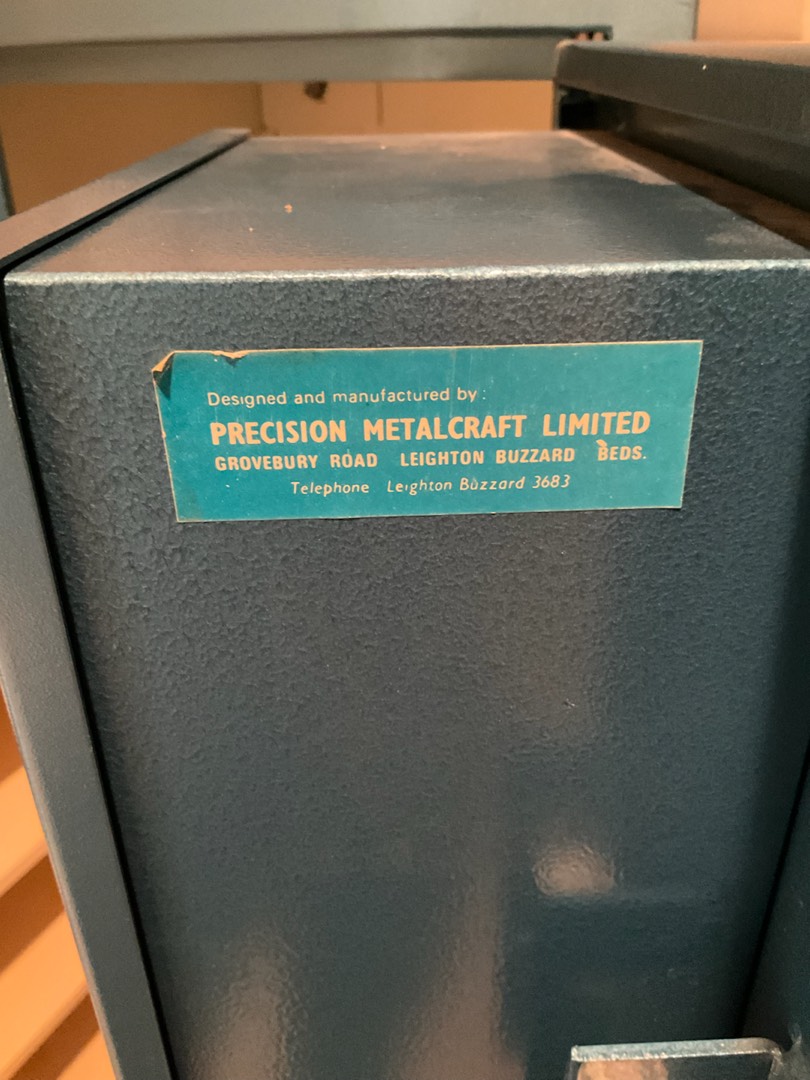 Designed and manufactured by :
PRECISION METALCRAFT LIMITED
GROVEBURY ROAD LEIGHTON BUZZARD BEDS.
Telephone Leighton Buzzard 3683